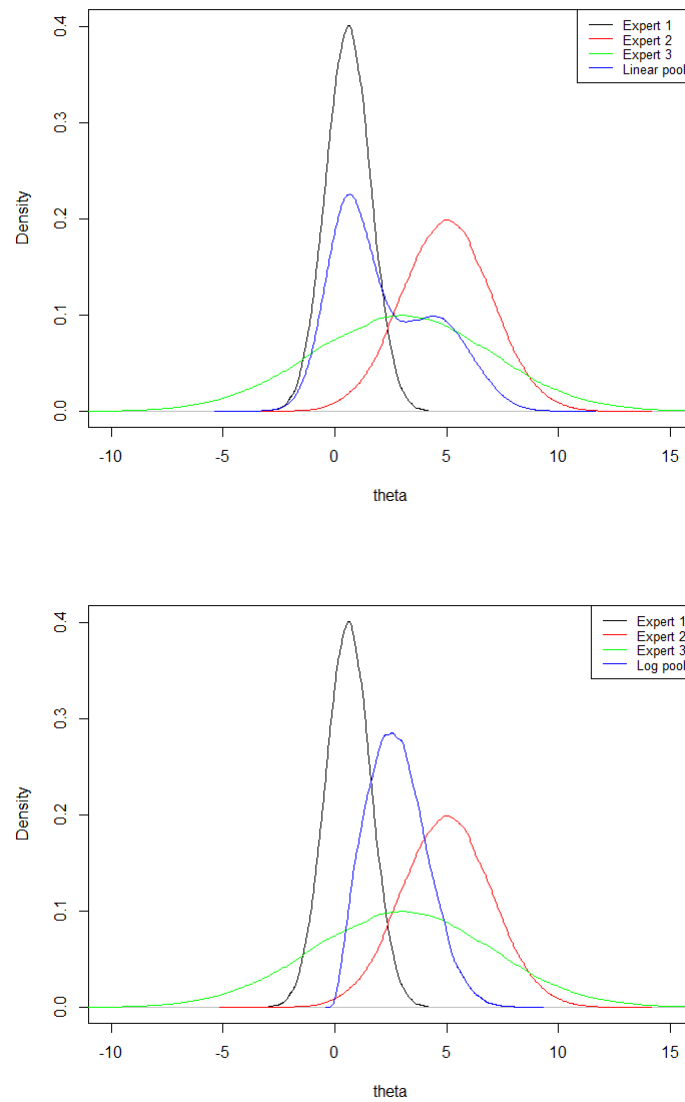 Expert 1
Expert 2
Expert 3
Linear pool
Density
0.0
0.1
0.2
0.3
0.4
-10
-5
0
5
10
15
theta
Expert 1
Expert 2
Expert 3
Log pool
Density
0.0
0.1
0.2
0.3
0.4
-10
-5
0
5
10
15
theta